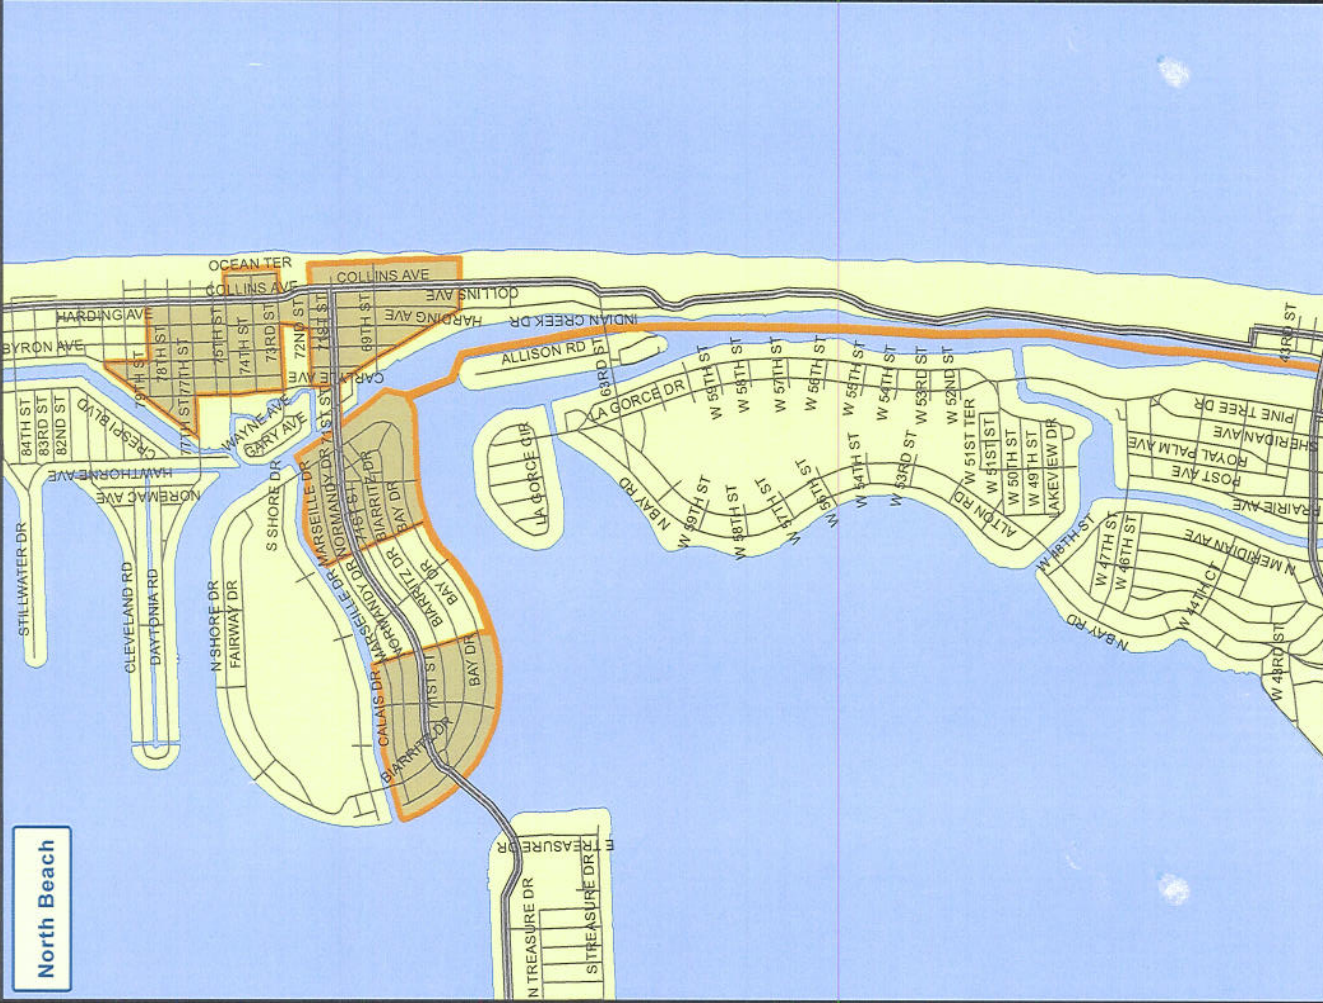 North Beach
OCEAN TER
COLLINS AVE
COLLINS AVE
COLLINS AVE
HARDING AVE
HARDING AVE
BYRON AVE
CARLYLE AVE
INDIAN CREEK DR
ALLISON RD
63RD ST
79TH ST
78TH ST
77TH ST
77TH ST
75TH ST
74TH ST
73RD ST
72ND ST
71ST ST
69TH ST
71ST ST
84TH ST
83RD ST
82ND ST
CRESPI BLVD
HAWTHORNE AVE
NOREMAC AVE
WAYNE AVE
GARY AVE
STILLWATER DR
CLEVELAND RD
DAYTONIA RD
N SHORE DR
FAIRWAY DR
S SHORE DR
MARSEILLE DR
NORMANDY DR
71ST ST
BIARRITZ DR
BAY DR
MARSEILLE DR
NORMANDY DR
BIARRITZ DR
BAY DR
CALAIS DR
71ST ST
BAY DR
BIARRITZ DR
E TREASURE DR
N TREASURE DR
S TREASURE DR
LA GORCE CIR
LA GORCE DR
N BAY RD
W 59TH ST
W 58TH ST
W 57TH ST
W 56TH ST
W 55TH ST
W 54TH ST
W 53RD ST
W 52ND ST
W 59TH ST
W 58TH ST
W 57TH ST
W 56TH ST
W 54TH ST
W 53RD ST
W 51ST TER
W 51ST ST
W 50TH ST
W 49TH ST
LAKEVIEW DR
ALTON RD
W 48TH ST
W 47TH ST
W 46TH ST
W 44TH CT
W 43RD ST
N BAY RD
N MERIDIAN AVE
PRAIRIE AVE
POST AVE
ROYAL PALM AVE
SHERIDAN AVE
PINE TREE DR
43RD ST